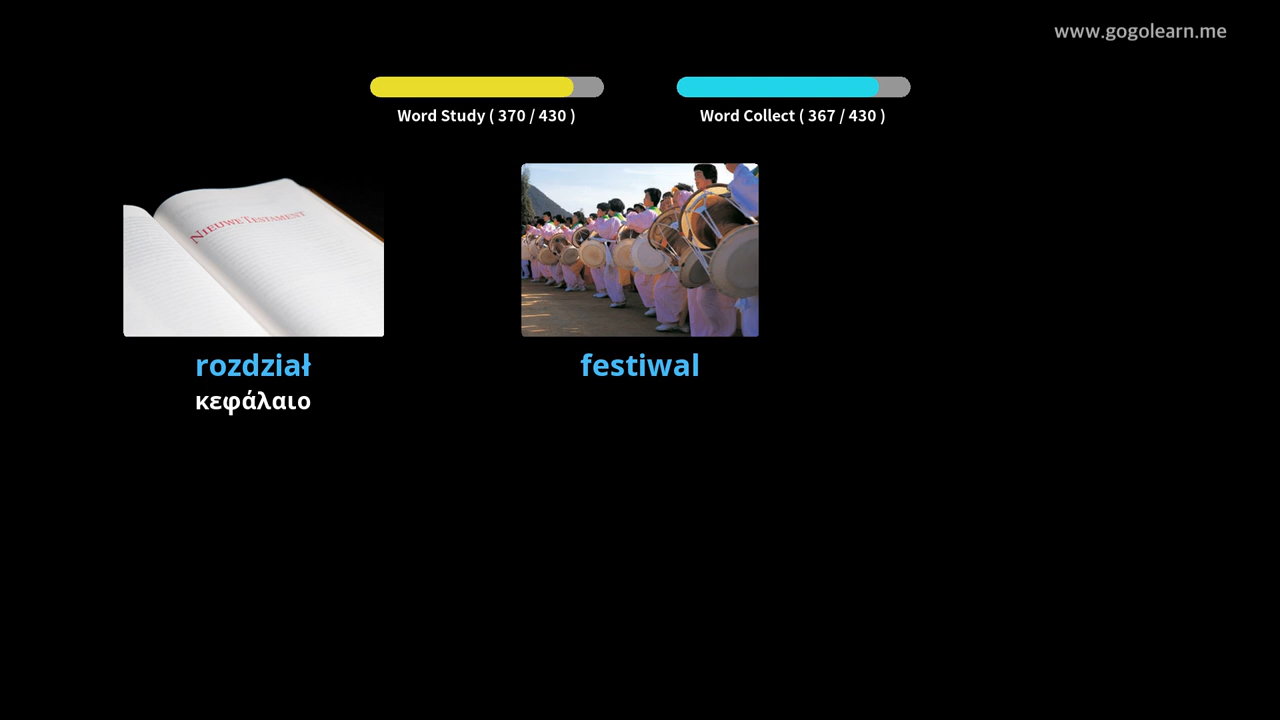 www.gogolearn.me
Word Study ( 370 / 430 )
Word Collect ( 367 / 430 )
NIEUWE TESTAMENT
rozdział
κεφάλαιο
festiwal